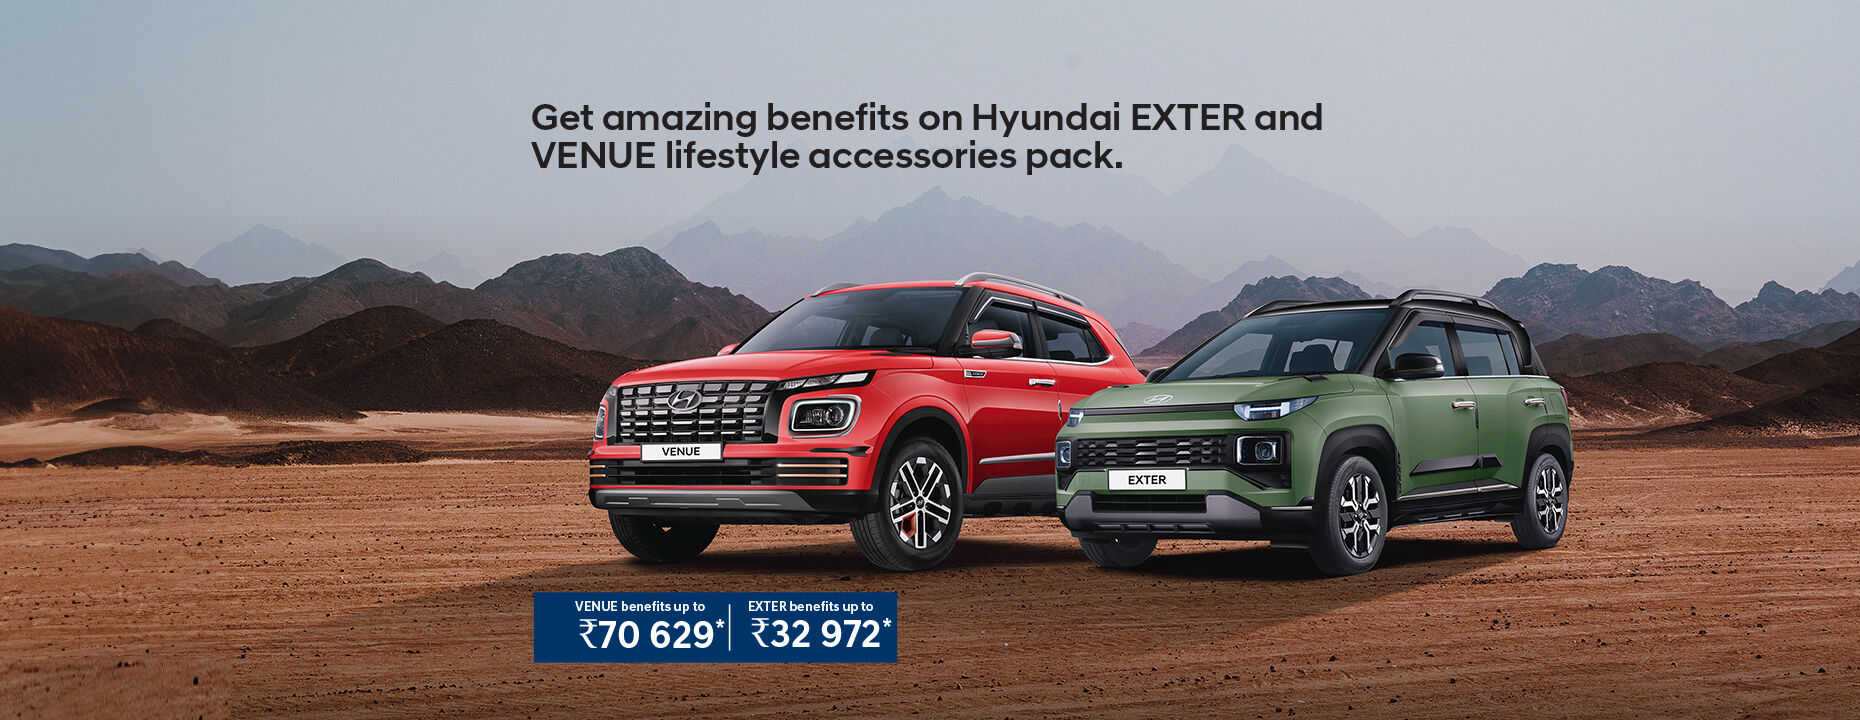 Get amazing benefits on Hyundai EXTER and
VENUE lifestyle accessories pack.
VENUE
EXTER
VENUE benefits up to
₹70 629*
EXTER benefits up to
₹32 972*